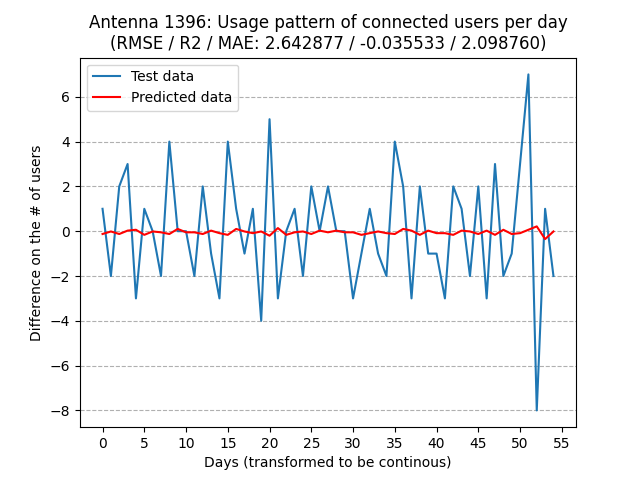 Antenna 1396: Usage pattern of connected users per day
(RMSE / R2 / MAE: 2.642877 / -0.035533 / 2.098760)
Test data
Predicted data
Difference on the # of users
6
4
2
0
−2
−4
−6
−8
0 5 10 15 20 25 30 35 40 45 50 55
Days (transformed to be continous)